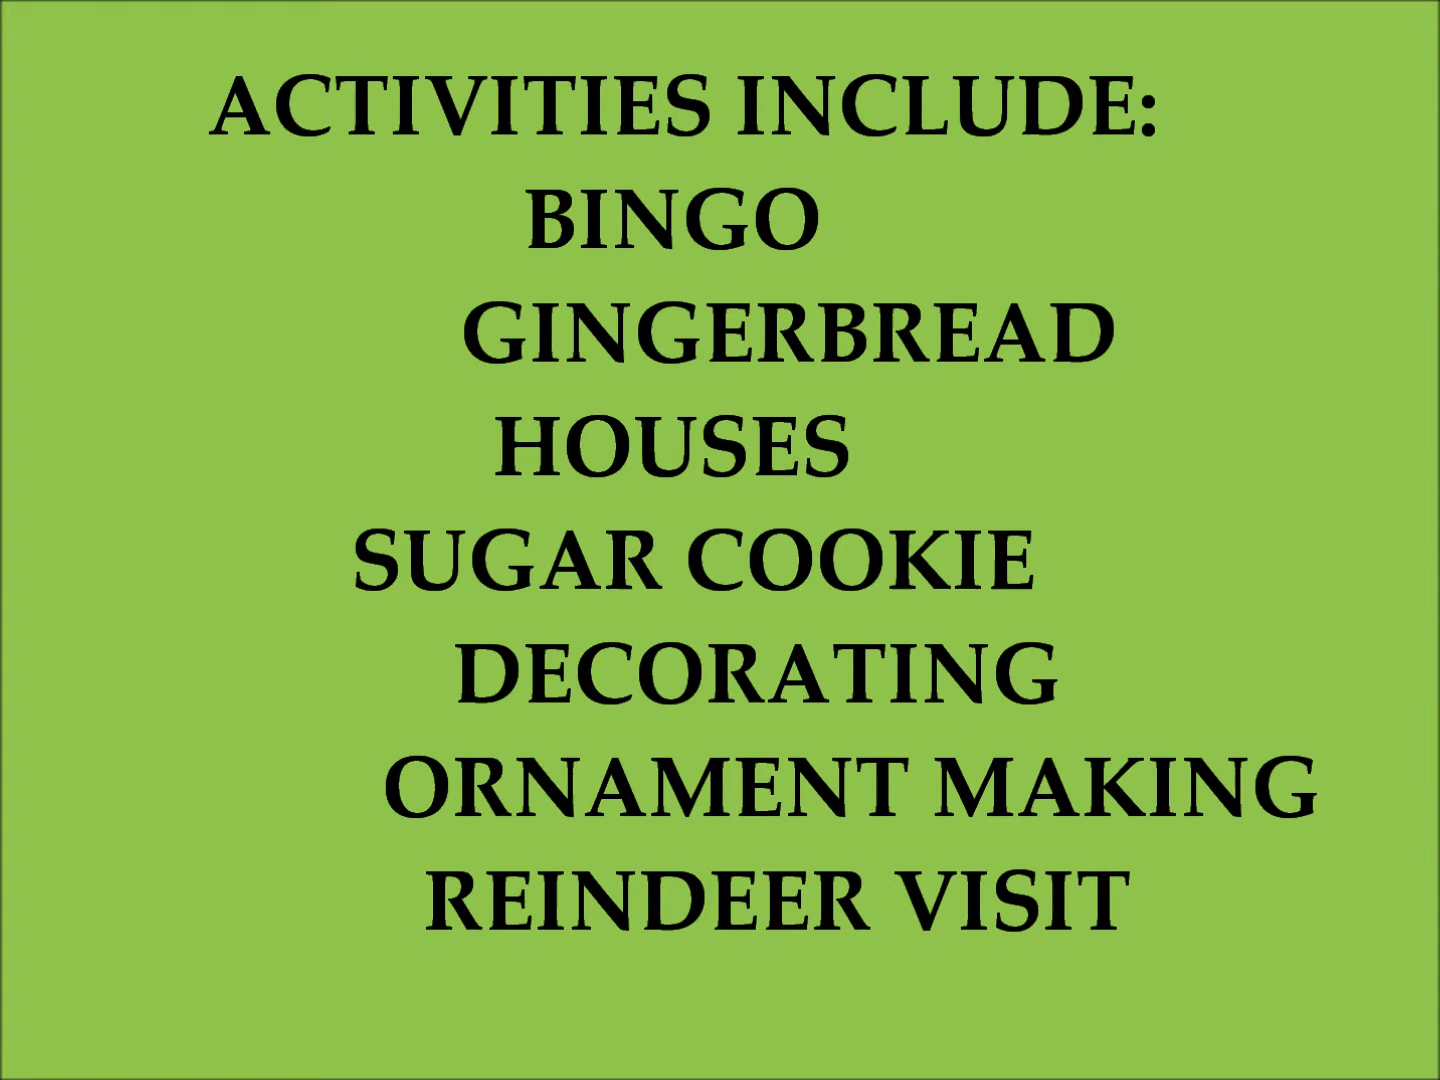 ACTIVITIES INCLUDE:
BINGO
GINGERBREAD
HOUSES
SUGAR COOKIE
DECORATING
ORNAMENT MAKING
REINDEER VISIT